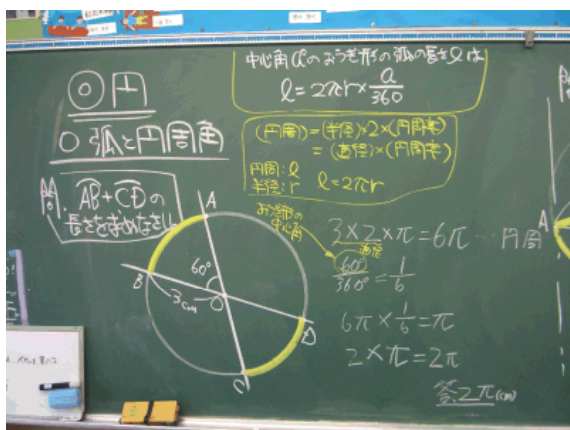 ◎円
○弧と円周角
問. AB+CDの
長さを求めなさい
中心角a°のおうぎ形の弧の長さℓは
ℓ=2πr×a/360
(円周)=(半径)×2×(円周率)
=(直径)×(円周率)
円周:ℓ
半径:r ℓ=2πr
おうぎ形の
中心角
A
60°
B
3cm
O
D
C
3×2×π=6π…円周
直径
60°/360°=1/6
6π×1/6=π
2×π=2π
答2π(cm)
A